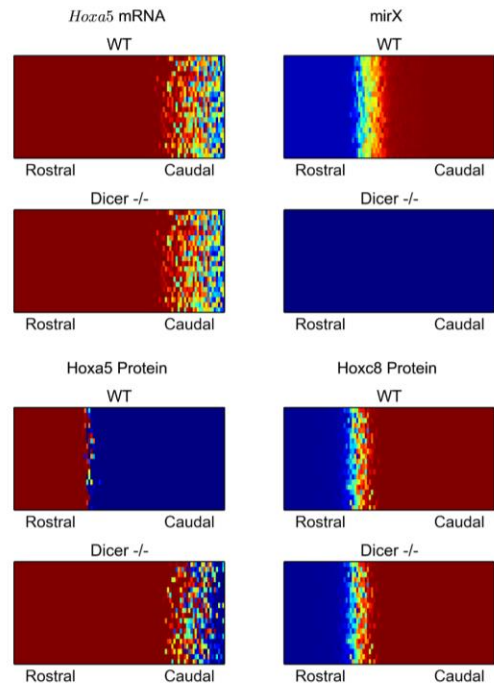 Hoxa5 mRNA
WT
Rostral Caudal
Dicer -/-
Rostral Caudal
mirX
WT
Rostral Caudal
Dicer -/-
Rostral Caudal
Hoxa5 Protein
WT
Rostral Caudal
Dicer -/-
Rostral Caudal
Hoxc8 Protein
WT
Rostral Caudal
Dicer -/-
Rostral Caudal